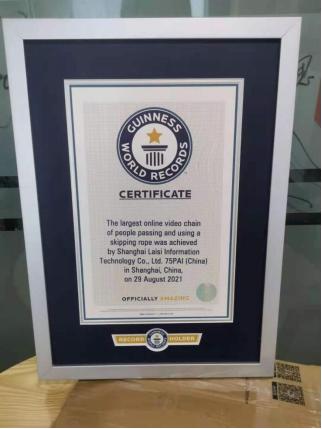 GUINNESS
WORLD RECORDS
CERTIFICATE
The largest online video chain
of people passing and using a
skipping rope was achieved
by Shanghai Laisi Information
Technology Co., Ltd. 75PAI (China)
in Shanghai, China,
on 29 August 2021
OFFICIALLY AMAZING
RECORD HOLDER